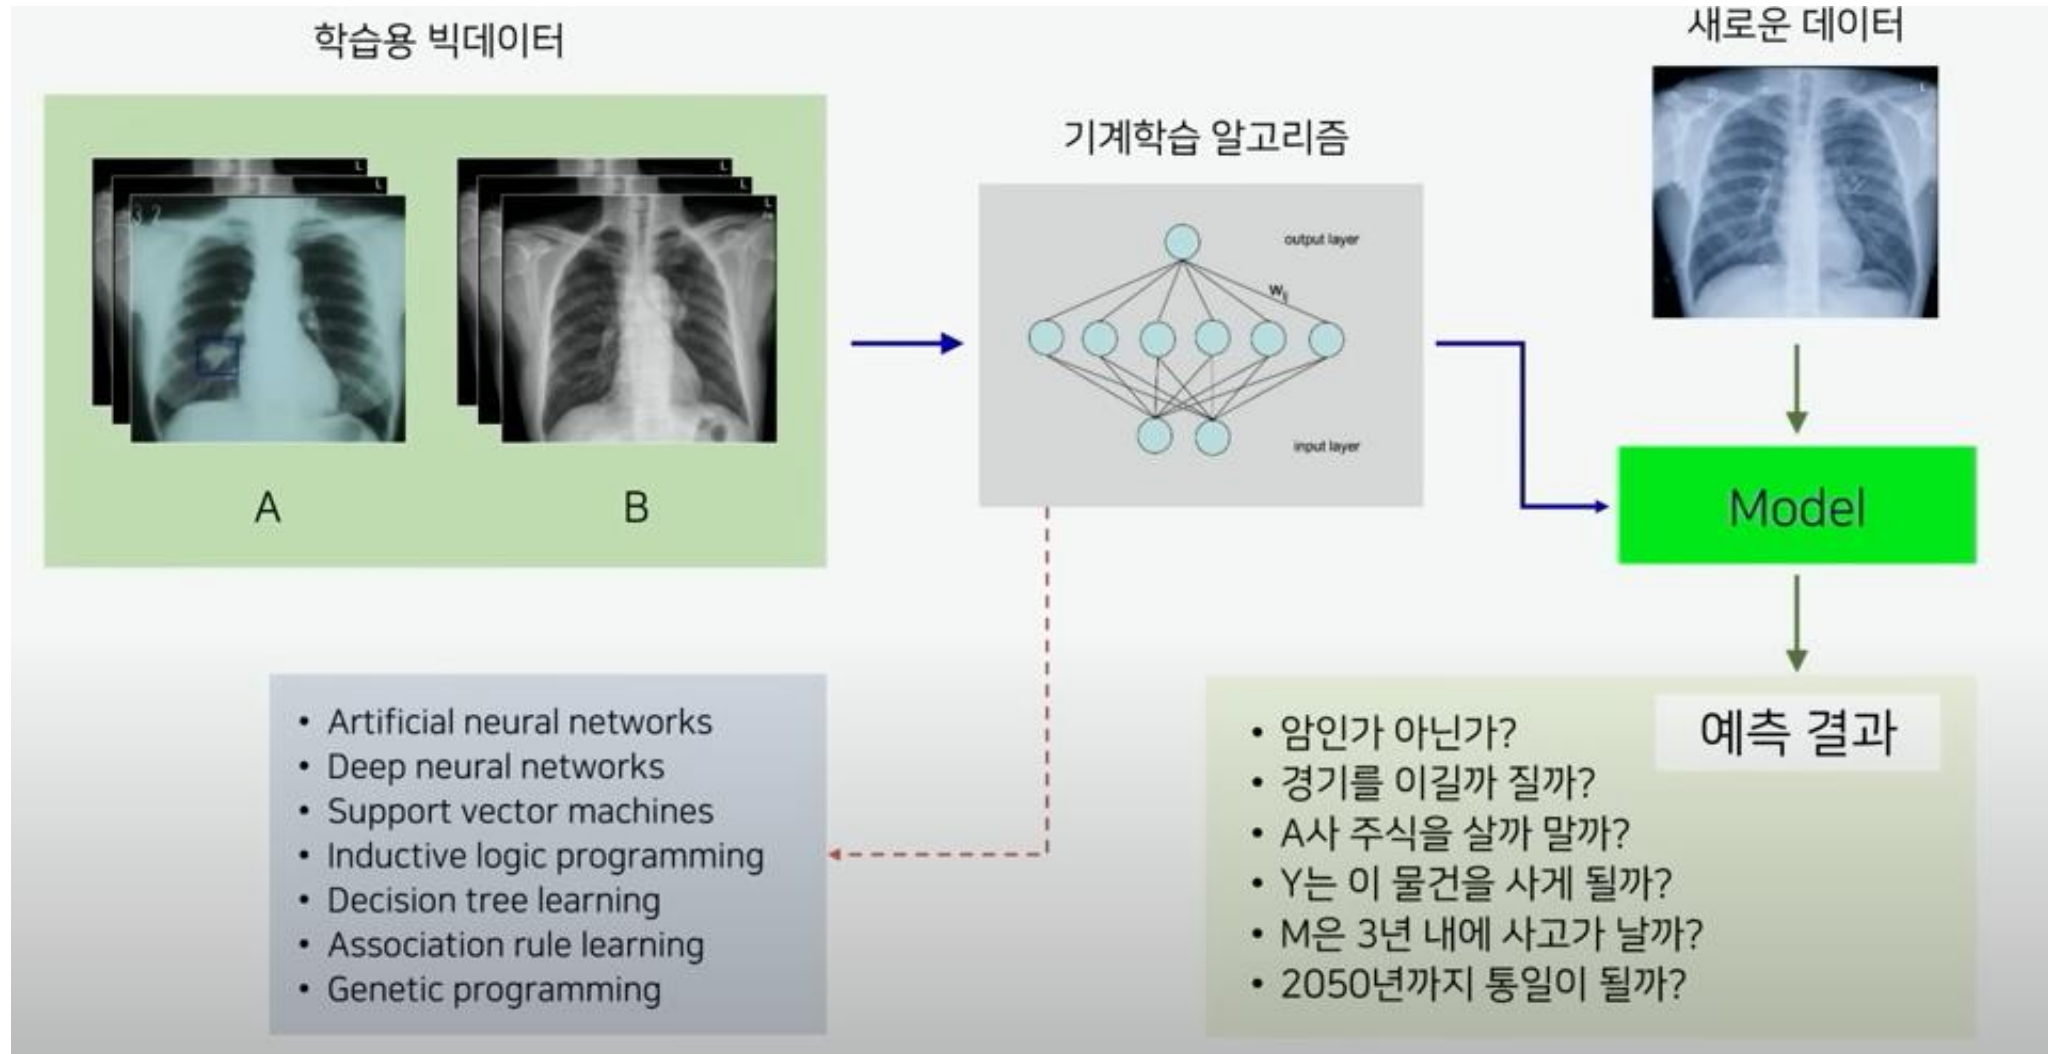 학습용 빅데이터
A
B
기계학습 알고리즘
output layer
Wij
input layer
새로운 데이터
L
Model
• Artificial neural networks
• Deep neural networks
• Support vector machines
• Inductive logic programming
• Decision tree learning
• Association rule learning
• Genetic programming
예측 결과
• 암인가 아닌가?
• 경기를 이길까 질까?
• A사 주식을 살까 말까?
• Y는 이 물건을 사게 될까?
• M은 3년 내에 사고가 날까?
• 2050년까지 통일이 될까?